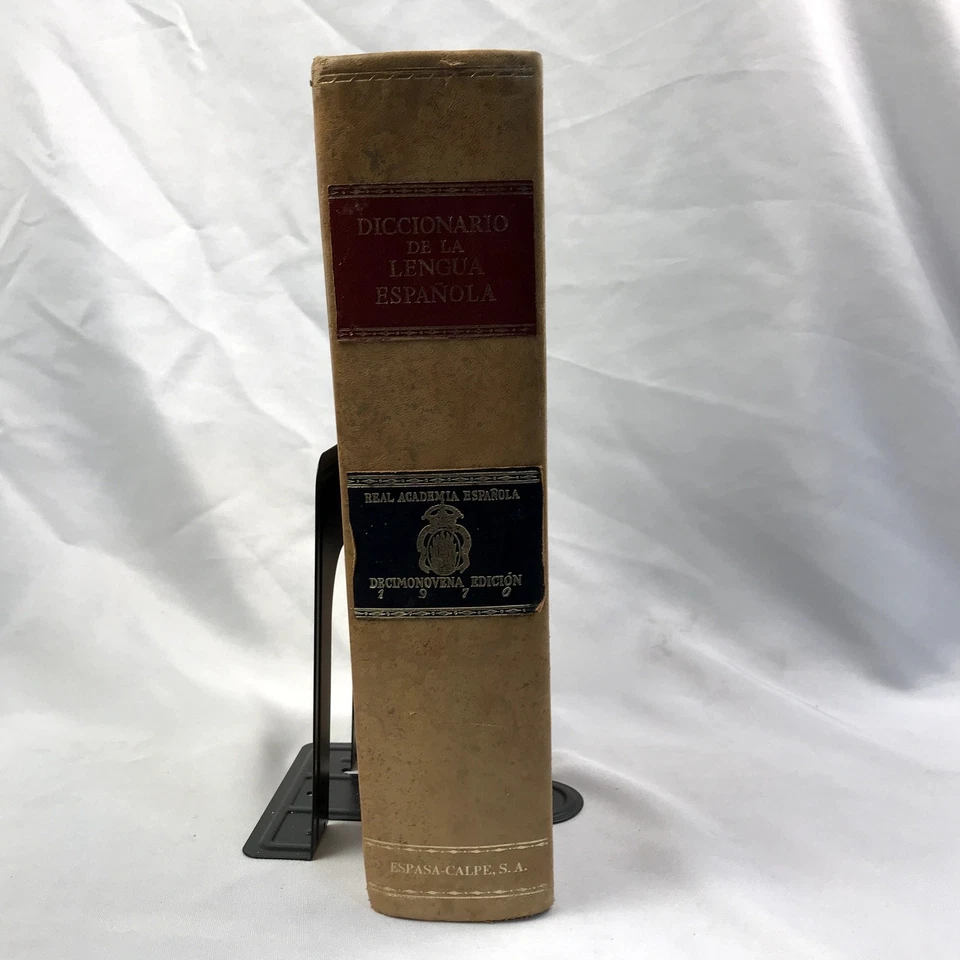 DICCIONARIO
DE LA
LENGUA
ESPAÑOLA
REAL ACADEMIA ESPAÑOLA
DECIMONOVENA EDICIÓN
1970
ESPASA-CALPE, S. A.